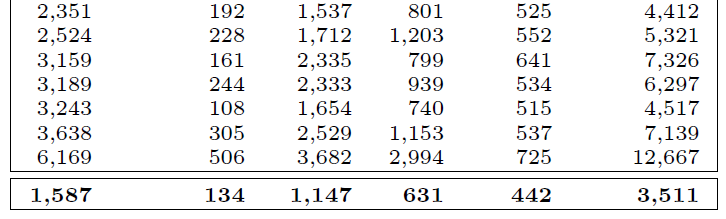 2,351 192 1,537 801 525 4,412
2,524 228 1,712 1,203 552 5,321
3,159 161 2,335 799 641 7,326
3,189 244 2,333 939 534 6,297
3,243 108 1,654 740 515 4,517
3,638 305 2,529 1,153 537 7,139
6,169 506 3,682 2,994 725 12,667
1,587 134 1,147 631 442 3,511